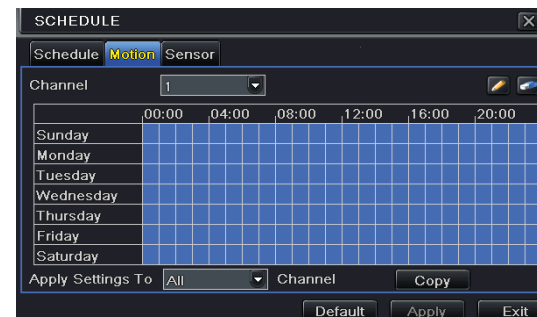 SCHEDULE
Schedule Motion Sensor
Channel 1
00:00 04:00 08:00 12:00 16:00 20:00
Sunday
Monday
Tuesday
Wednesday
Thursday
Friday
Saturday
Apply Settings To All Channel Copy
Default Apply Exit